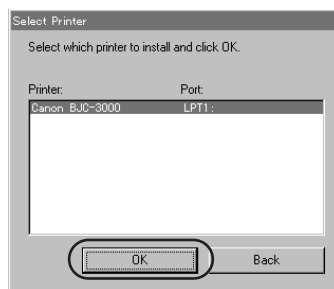 Select Printer
Select which printer to install and click OK.
Printer: Port:
Canon BJC-3000 LPT1:
OK Back